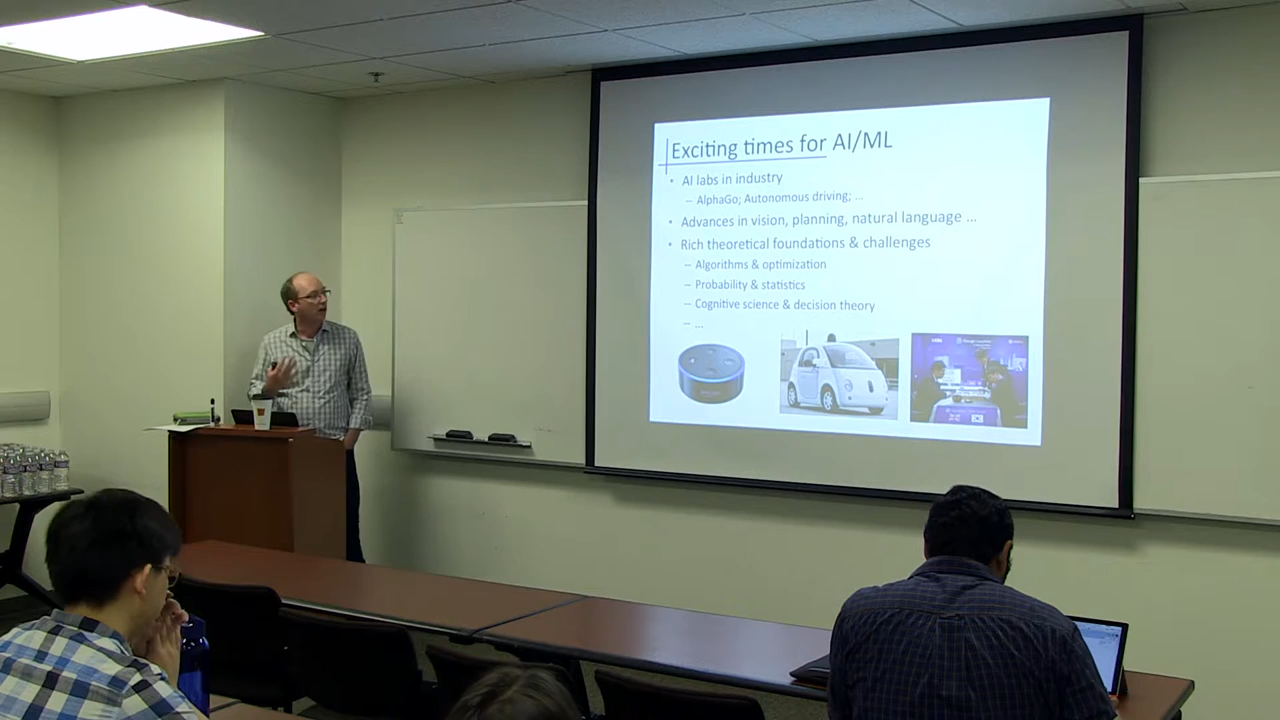 Exciting times for AI/ML
• AI labs in industry
– AlphaGo; Autonomous driving; ...
• Advances in vision, planning, natural language ...
• Rich theoretical foundations & challenges
– Algorithms & optimization
– Probability & statistics
– Cognitive science & decision theory
– ...